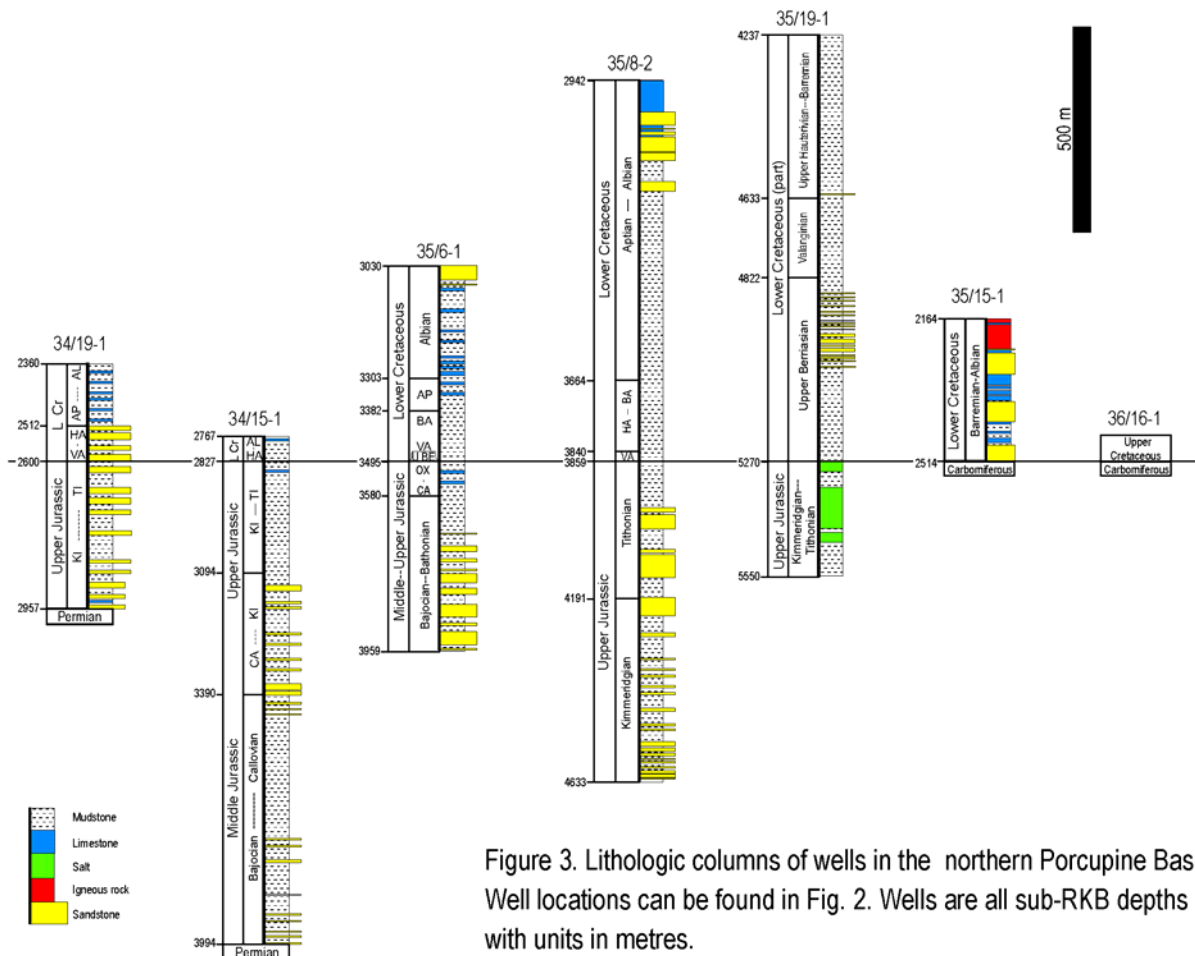 34/19-1
2360
2512
2600
2957
L Cr
Upper Jurassic
AP ---- AL
VA - HA
KI --------- TI
Permian
34/15-1
2767
2827
3094
3390
3994
L Cr
Upper Jurassic
Middle Jurassic
AL
HA
KI --- TI
CA ---- KI
Bajocian ---------- Callovian
Permian
35/6-1
3030
3303
3382
3495
3580
3959
Lower Cretaceous
Middle--Upper Jurassic
Albian
AP
BA
VA
OX
-
CA
Bajocian--Bathonian
35/8-2
2942
3664
3840
3859
4191
4633
Lower Cretaceous
Upper Jurassic
Aptian — Albian
HA - BA
VA
Tithonian
Kimmeridgian
35/19-1
4237
4633
4822
5270
5550
Lower Cretaceous (part)
Upper Jurassic
Upper Hauterivian---Barremian
Valanginian
Upper Berriasian
Kimmeridgian---
Tithonian
500 m
35/15-1
2164
2514
Lower Cretaceous
Barremian-Albian
Carbomiferous
36/16-1
Upper
Cretaceous
Carbomiferous
Mudstone
Limestone
Salt
Igneous rock
Sandstone
Figure 3. Lithologic columns of wells in the northern Porcupine Bas
Well locations can be found in Fig. 2. Wells are all sub-RKB depths
with units in metres.